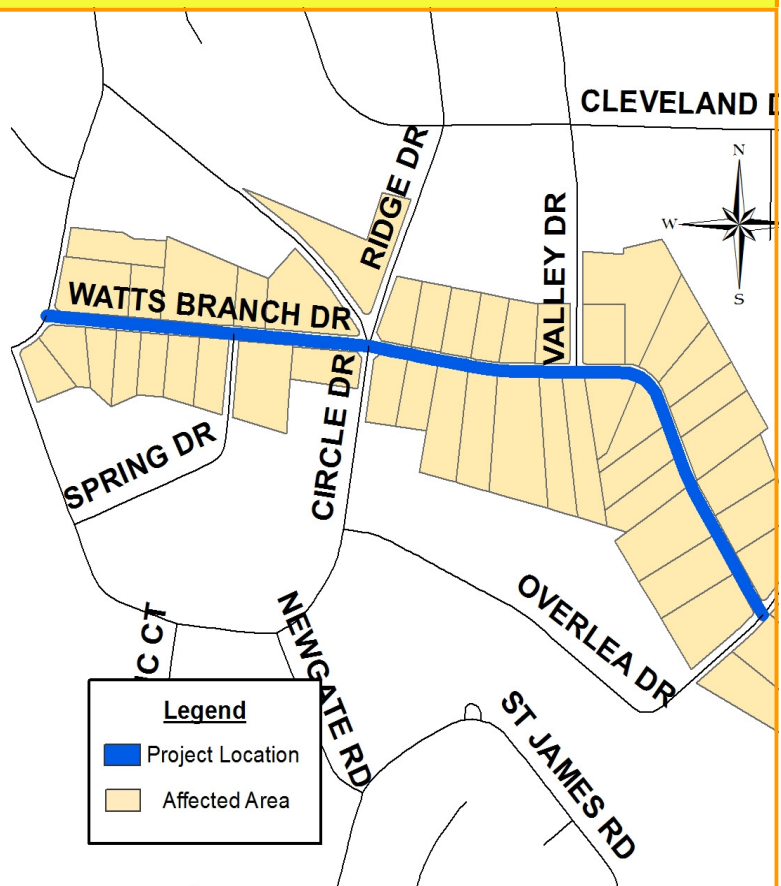 CLEVELAND D
RIDGE DR
N
W
S
VALLEY DR
WATTS BRANCH DR
CIRCLE DR
SPRING DR
OVERLEA DR
IC CT
NEWGATE RD
ST JAMES RD
Legend
Project Location
Affected Area